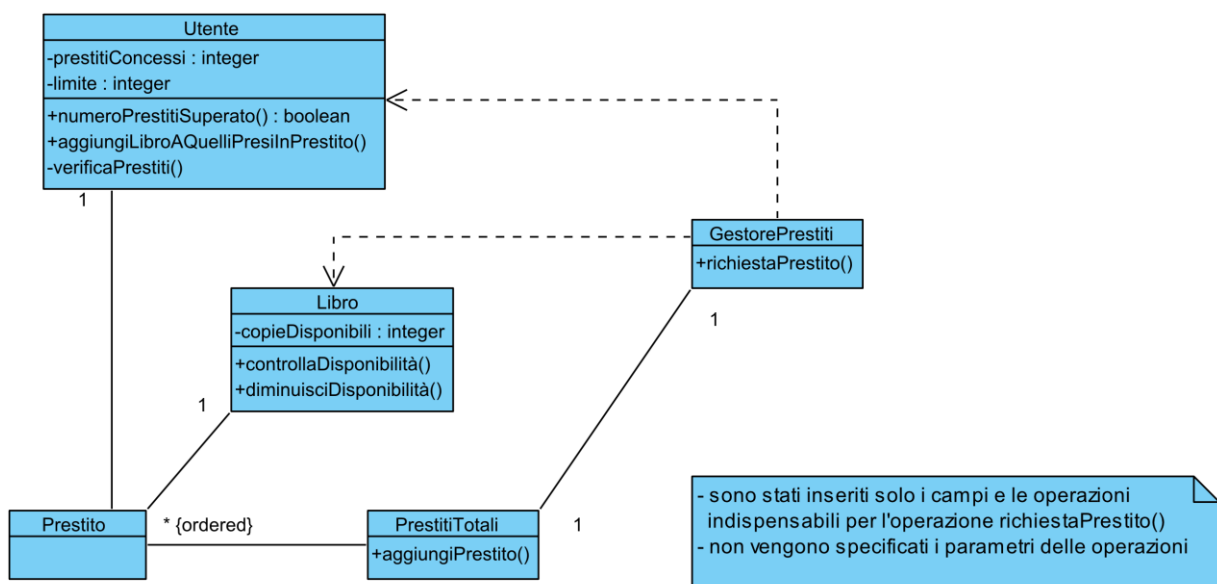 Utente
-prestitiConcessi : integer
-limite : integer
+numeroPrestitiSuperato() : boolean
+aggiungiLibroAQuelliPresiInPrestito()
-verificaPrestiti()
1
GestorePrestiti
+richiestaPrestito()
1
Libro
-copieDisponibili : integer
+controllaDisponibilità()
+diminuisciDisponibilità()
1
Prestito
* {ordered}
PrestitiTotali
+aggiungiPrestito()
1
- sono stati inseriti solo i campi e le operazioni
indispensabili per l'operazione richiestaPrestito()
- non vengono specificati i parametri delle operazioni